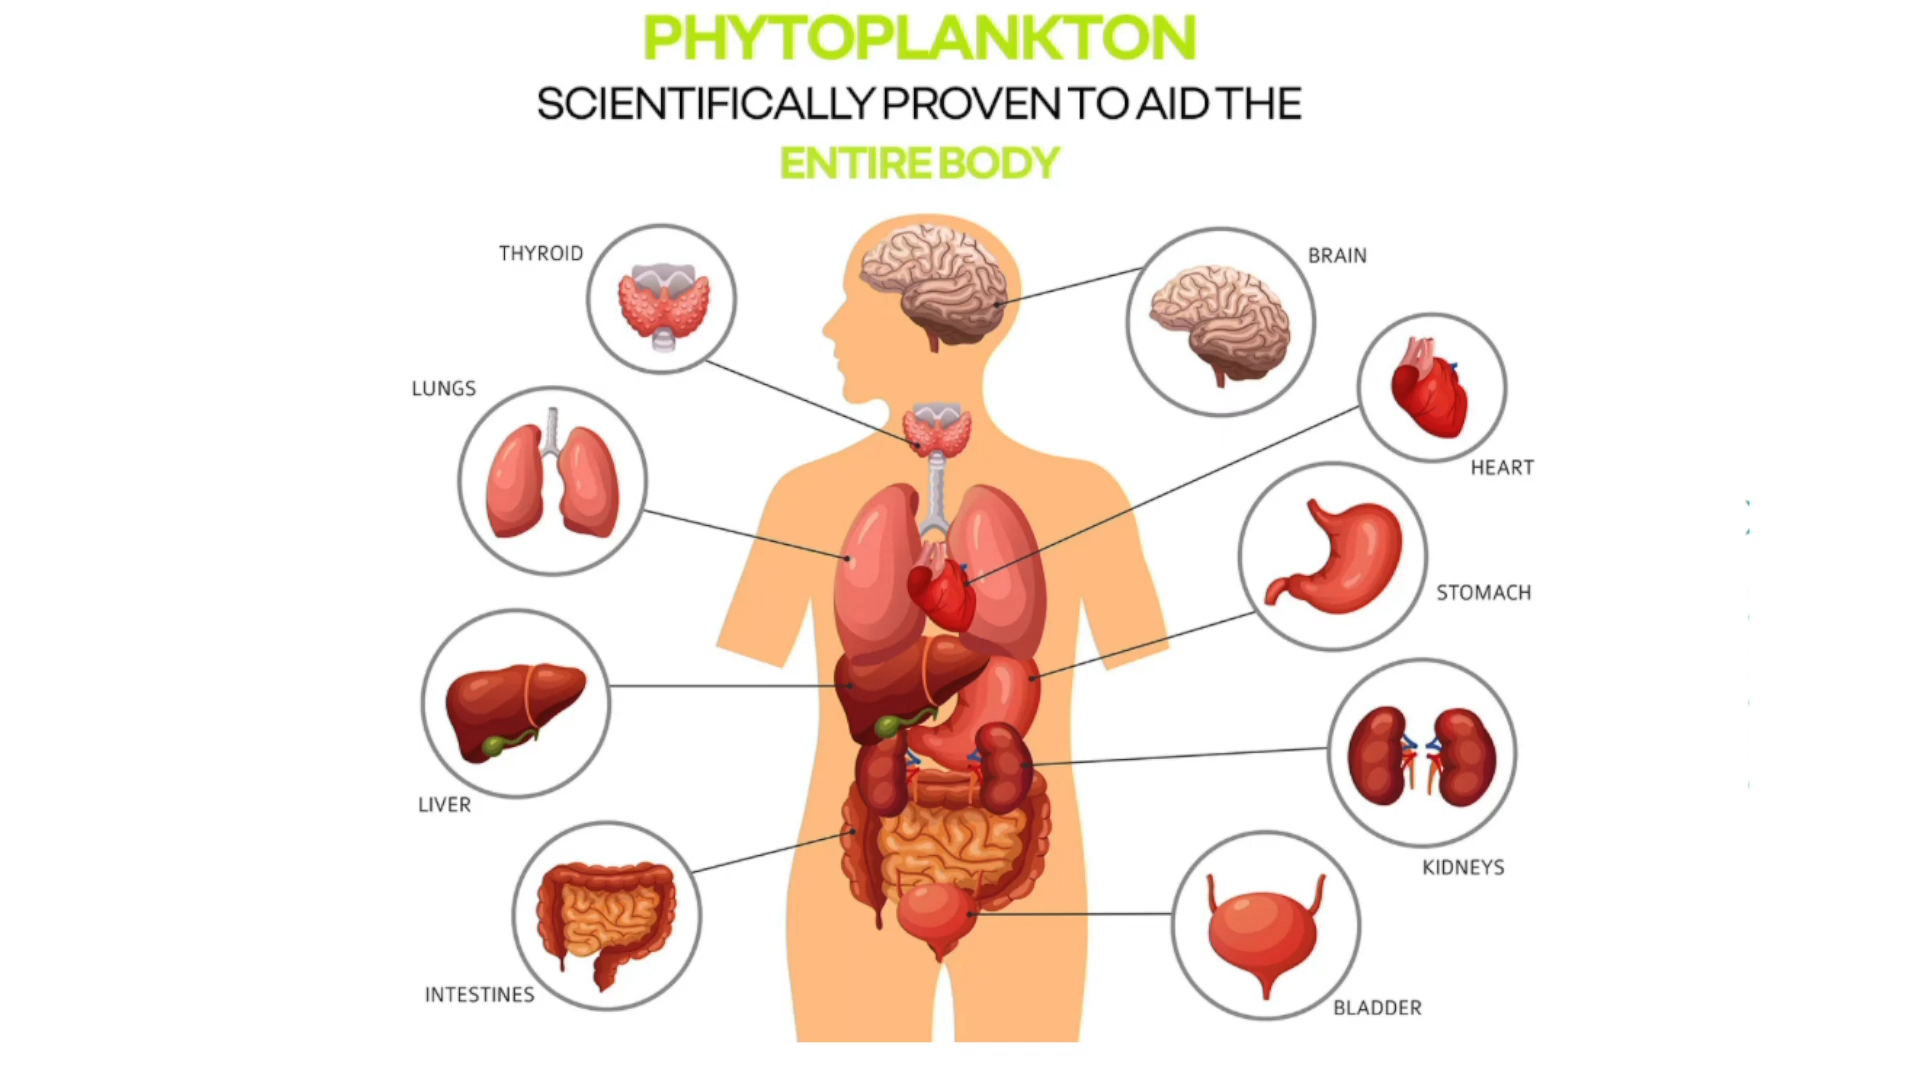 PHYTOPLANKTON
SCIENTIFICALLY PROVEN TO AID THE
ENTIRE BODY
THYROID
BRAIN
LUNGS
HEART
STOMACH
LIVER
KIDNEYS
INTESTINES
BLADDER